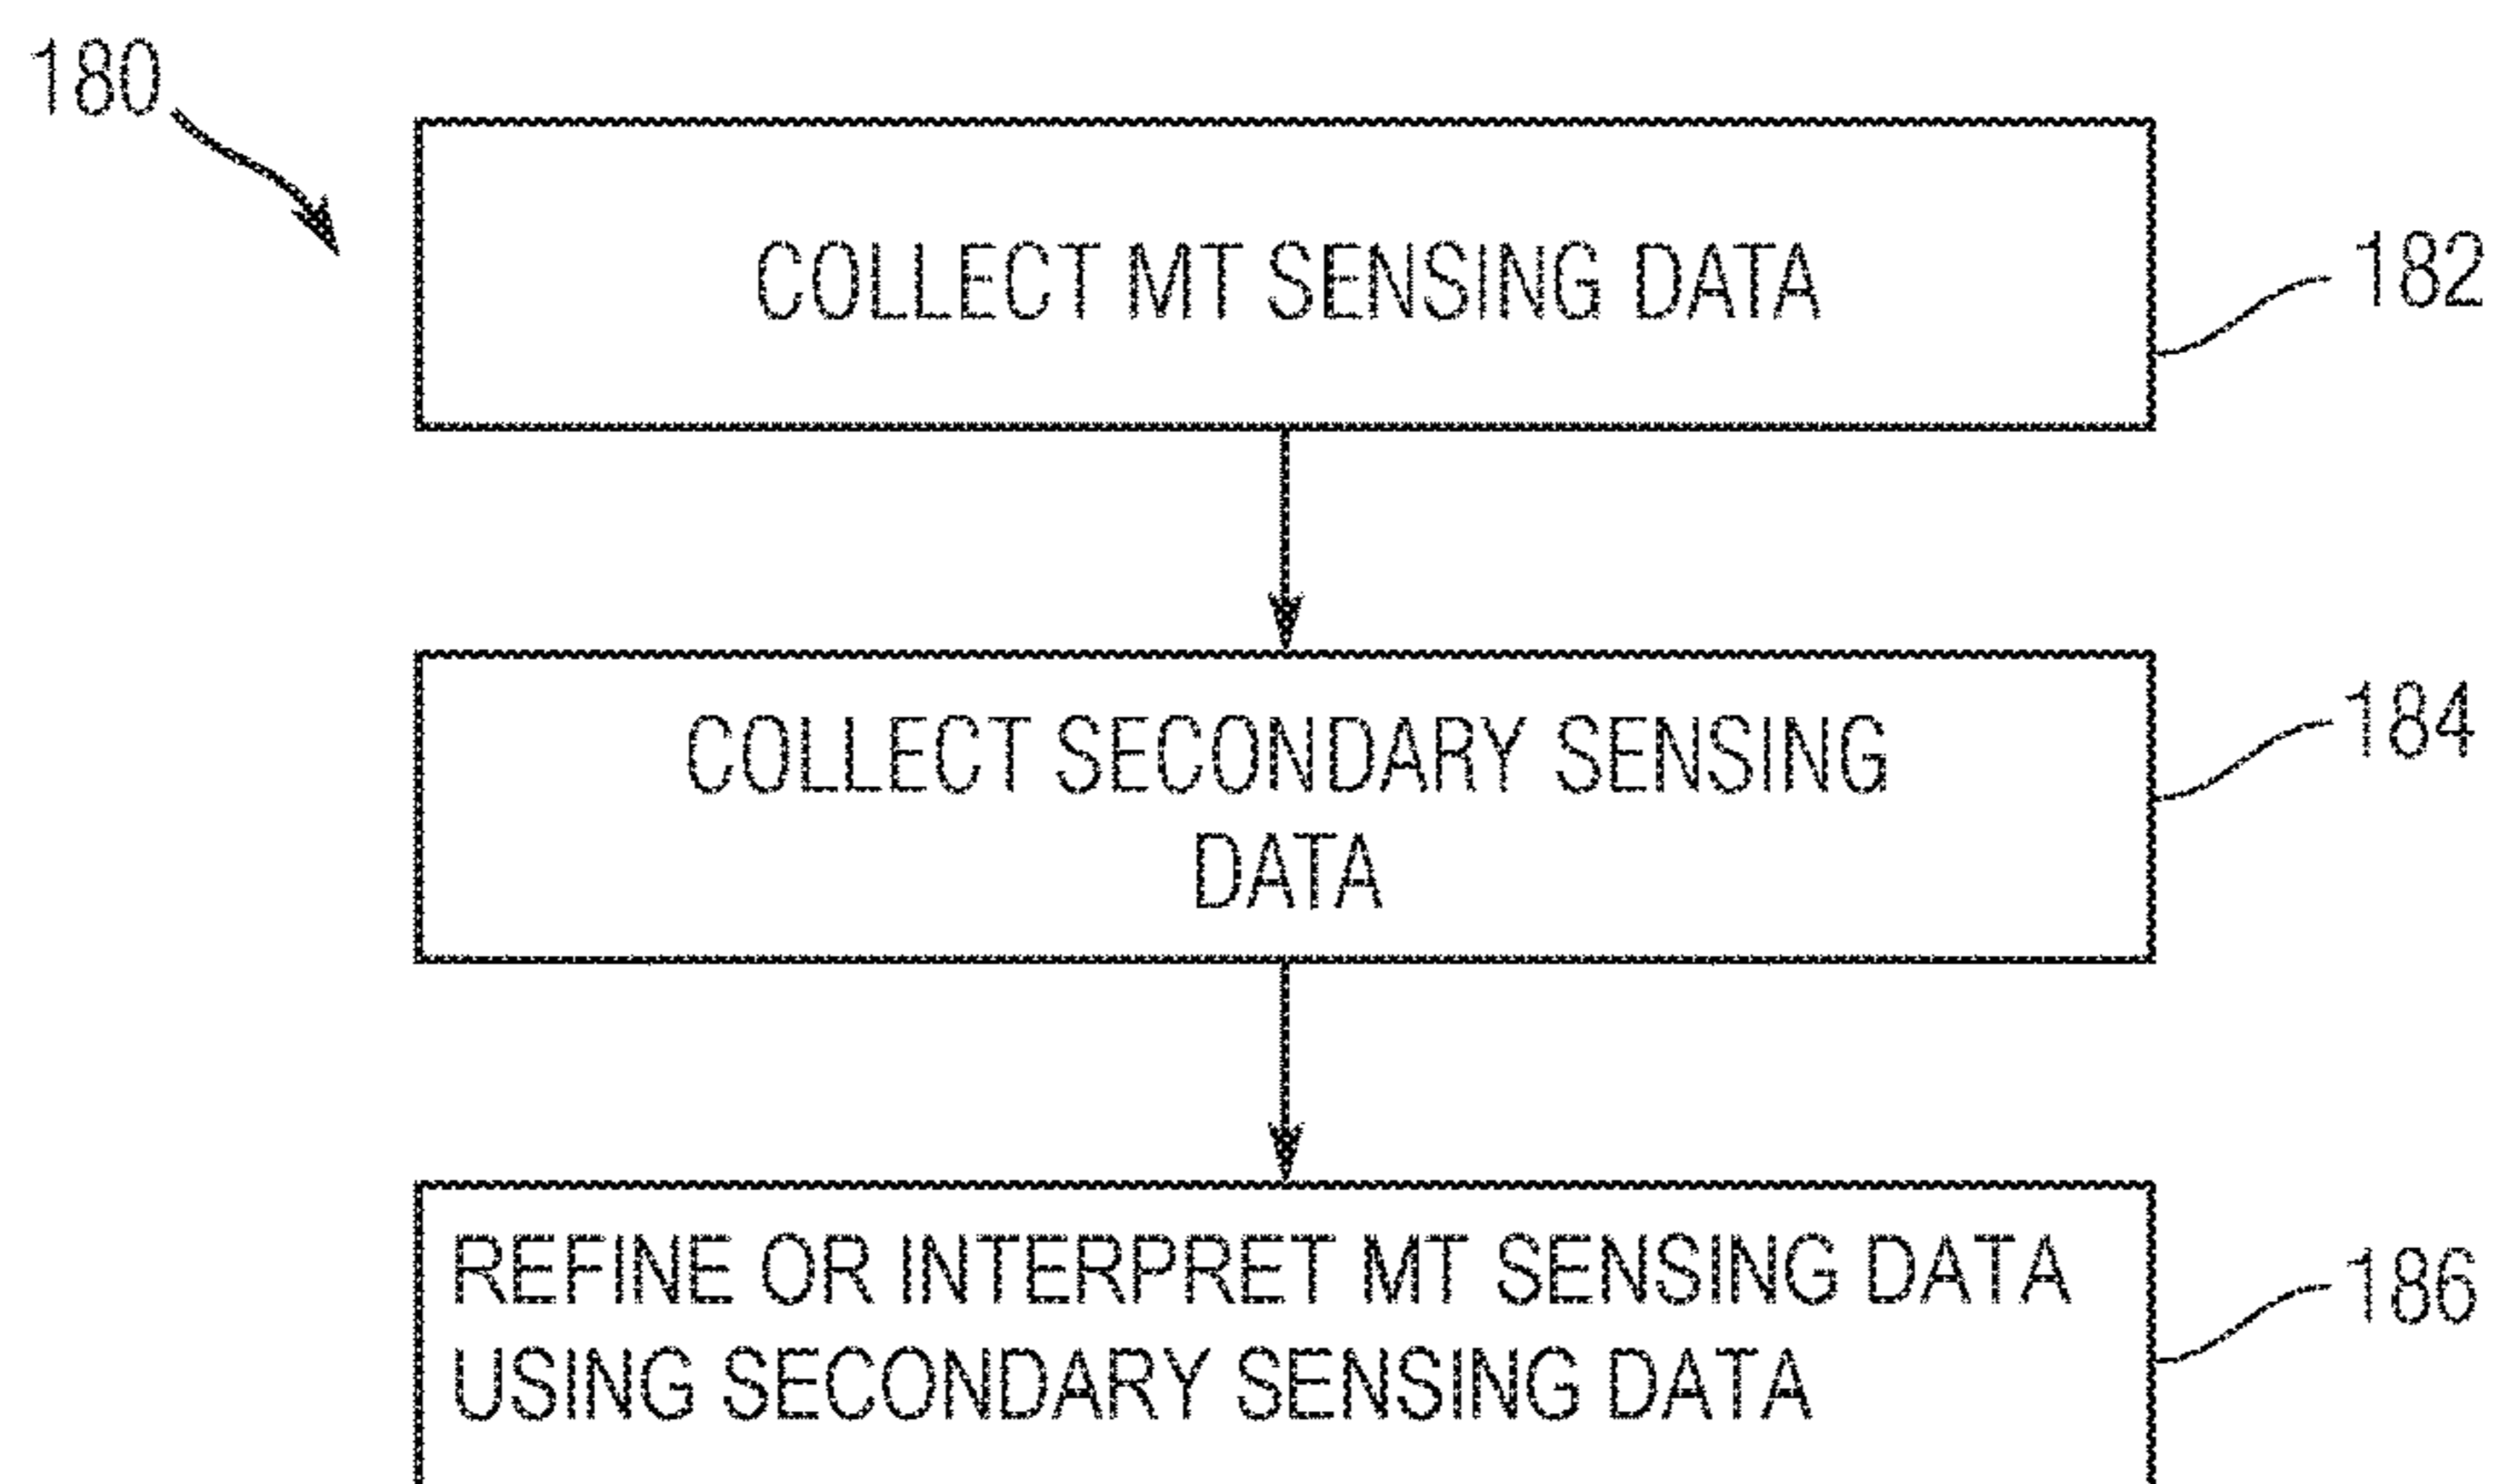 180
COLLECT MT SENSING DATA
182
COLLECT SECONDARY SENSING
DATA
184
REFINE OR INTERPRET MT SENSING DATA
USING SECONDARY SENSING DATA
186